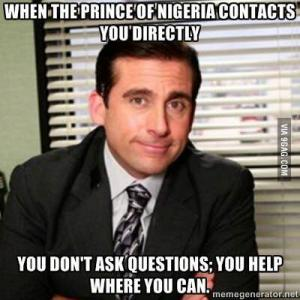 WHEN THE PRINCE OF NIGERIA CONTACTS
YOU DIRECTLY
VIA 9GAG.COM
YOU DON'T ASK QUESTIONS; YOU HELP
WHERE YOU CAN.
memegenerator.net